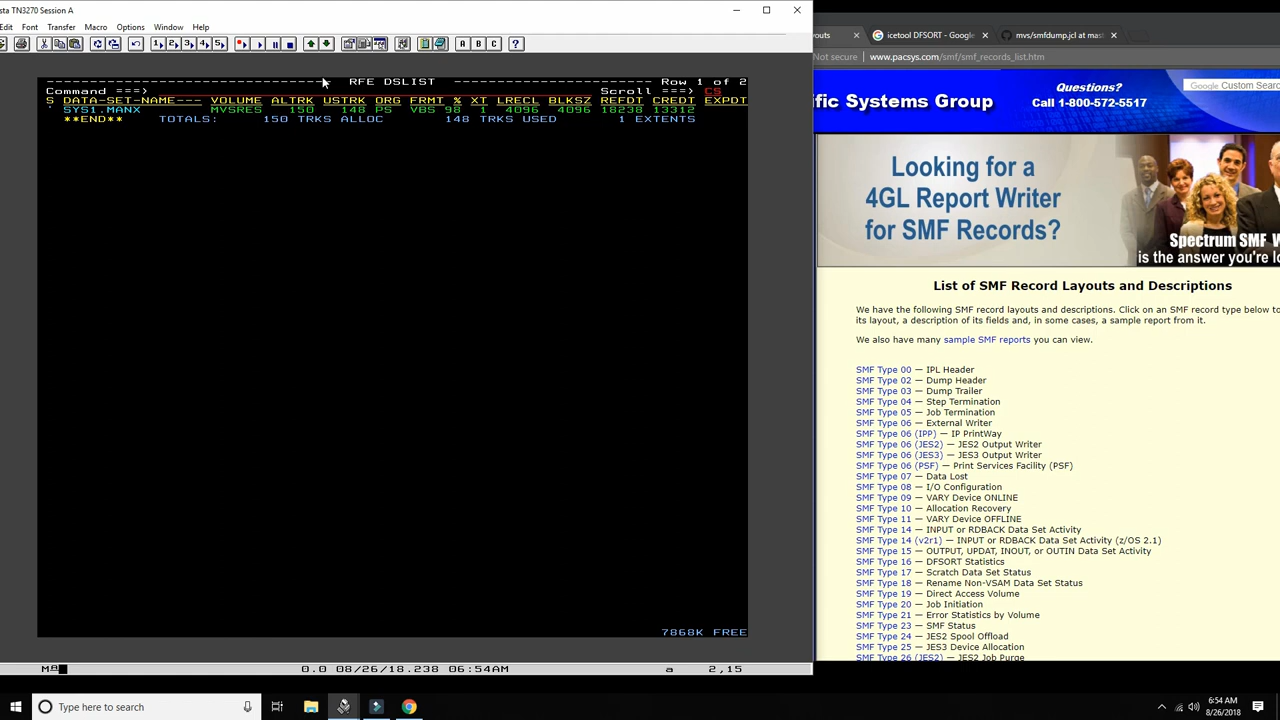 sta TN3270 Session A
Edit Font Transfer Macro Options Window Help
A B C ?
------------------------------- RFE DSLIST -------------------- Row 1 of 2
Command ===> Scroll ===> CS
S DATA-SET-NAME--- VOLUME ALTRK USTRK ORG FRMT % XT LRECL BLKSZ REFDT CREDT EXPDT
' SYS1.MANX MVSRES 150 148 PS VBS 98 1 4096 4096 18238 13312
**END** TOTALS: 150 TRKS ALLOC 148 TRKS USED 1 EXTENTS
7868K FREE
0.0 08/26/18.238 06:54AM a 2,15
youts
icetool DFSORT - Google
mvs/smfdump.jcl at mast
Not secure www.pacsys.com/smf/smf_records_list.htm
ific Systems Group
Questions?
Call 1-800-572-5517
Google Custom Searc
Looking for a
4GL Report Writer
for SMF Records?
Spectrum SMF W
is the answer you're lo
List of SMF Record Layouts and Descriptions
We have the following SMF record layouts and descriptions. Click on an SMF record type below to
its layout, a description of its fields and, in some cases, a sample report from it.
We also have many sample SMF reports you can view.
SMF Type 00 — IPL Header
SMF Type 02 — Dump Header
SMF Type 03 — Dump Trailer
SMF Type 04 — Step Termination
SMF Type 05 — Job Termination
SMF Type 06 — External Writer
SMF Type 06 (IPP) — IP PrintWay
SMF Type 06 (JES2) — JES2 Output Writer
SMF Type 06 (JES3) — JES3 Output Writer
SMF Type 06 (PSF) — Print Services Facility (PSF)
SMF Type 07 — Data Lost
SMF Type 08 — I/O Configuration
SMF Type 09 — VARY Device ONLINE
SMF Type 10 — Allocation Recovery
SMF Type 11 — VARY Device OFFLINE
SMF Type 14 — INPUT or RDBACK Data Set Activity
SMF Type 14 (v2r1) — INPUT or RDBACK Data Set Activity (z/OS 2.1)
SMF Type 15 — OUTPUT, UPDAT, INOUT, or OUTIN Data Set Activity
SMF Type 16 — DFSORT Statistics
SMF Type 17 — Scratch Data Set Status
SMF Type 18 — Rename Non-VSAM Data Set Status
SMF Type 19 — Direct Access Volume
SMF Type 20 — Job Initiation
SMF Type 21 — Error Statistics by Volume
SMF Type 23 — SMF Status
SMF Type 24 — JES2 Spool Offload
SMF Type 25 — JES3 Device Allocation
SMF Type 26 (JES2) — JES2 Job Purge
Type here to search
6:54 AM
8/26/2018